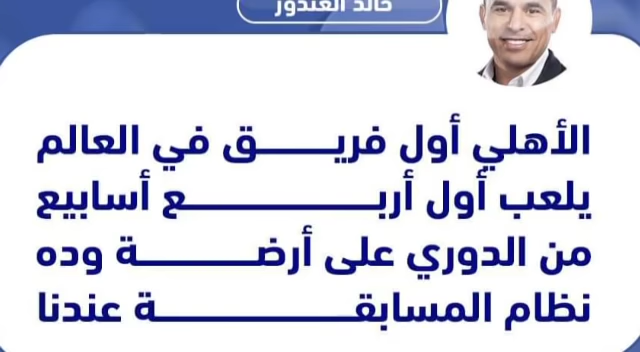 خالد الغندور
الأهلي أول فريق في العالم
يلعب أول أربع أسابيع
من الدوري على أرضة وده
نظام المسابقة عندنا